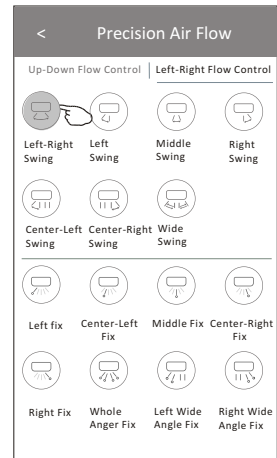 < Precision Air Flow
Up-Down Flow Control | Left-Right Flow Control
Left-Right Left Middle Right
Swing Swing Swing Swing
Center-Left Center-Right Wide
Swing Swing Swing
Left fix Center-Left Middle Fix Center-Right
Fix Fix
Right Fix Whole Left Wide Right Wide
Anger Fix Angle Fix Angle Fix